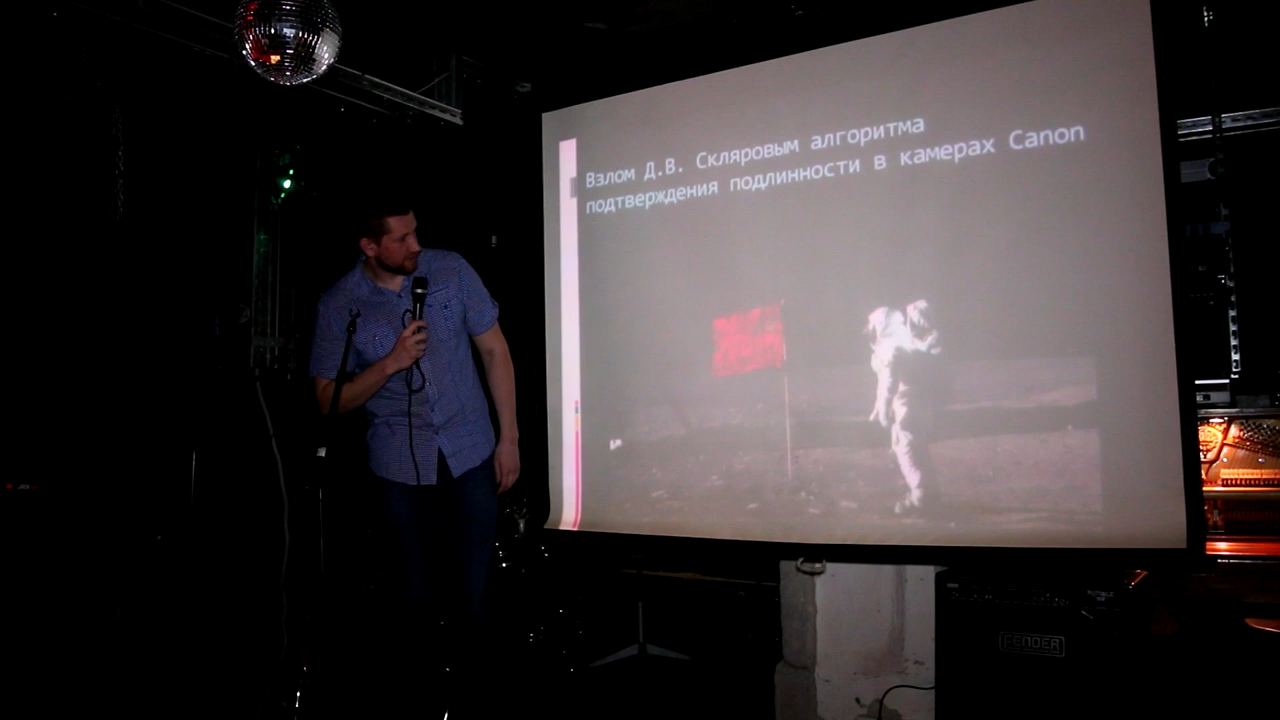 Взлом Д.В. Скляровым алгоритма
подтверждения подлинности в камерах Canon
FENDER